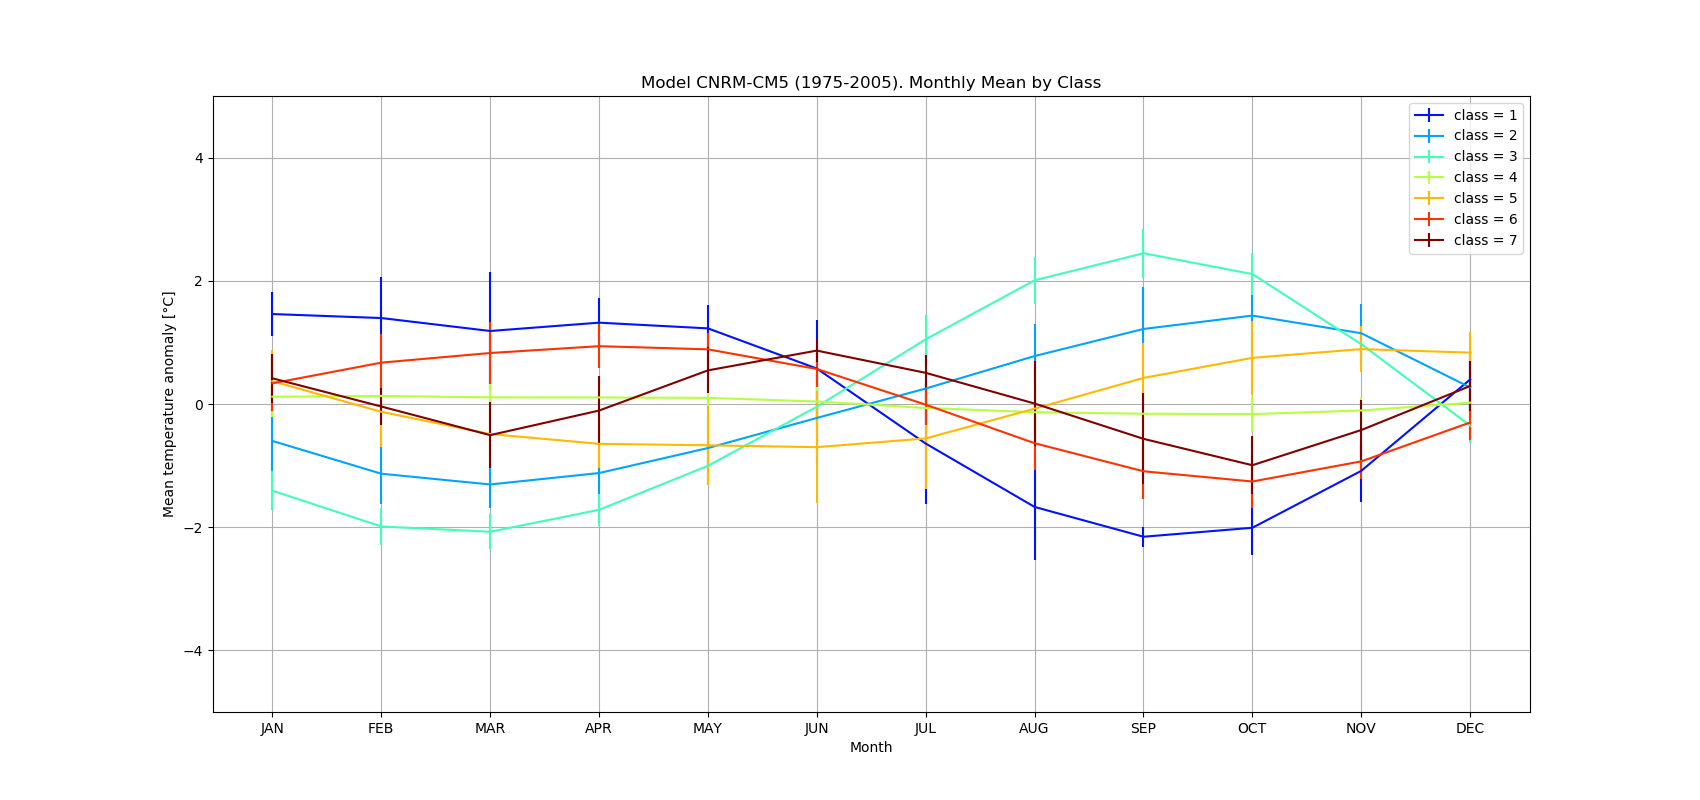 Model CNRM-CM5 (1975-2005). Monthly Mean by Class
class = 1
class = 2
class = 3
class = 4
class = 5
class = 6
class = 7
Mean temperature anomaly [°C]
4
2
0
−2
−4
JAN FEB MAR APR MAY JUN JUL AUG SEP OCT NOV DEC
Month